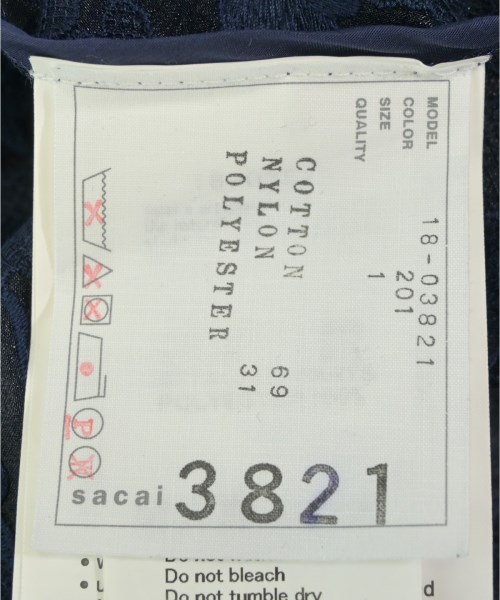 MODEL 18-03821
COLOR 201
SIZE 1
QUALITY
COTTON 69
NYLON 31
POLYESTER
P
W
sacai 3821
Do not bleach
Do not tumble dry
d